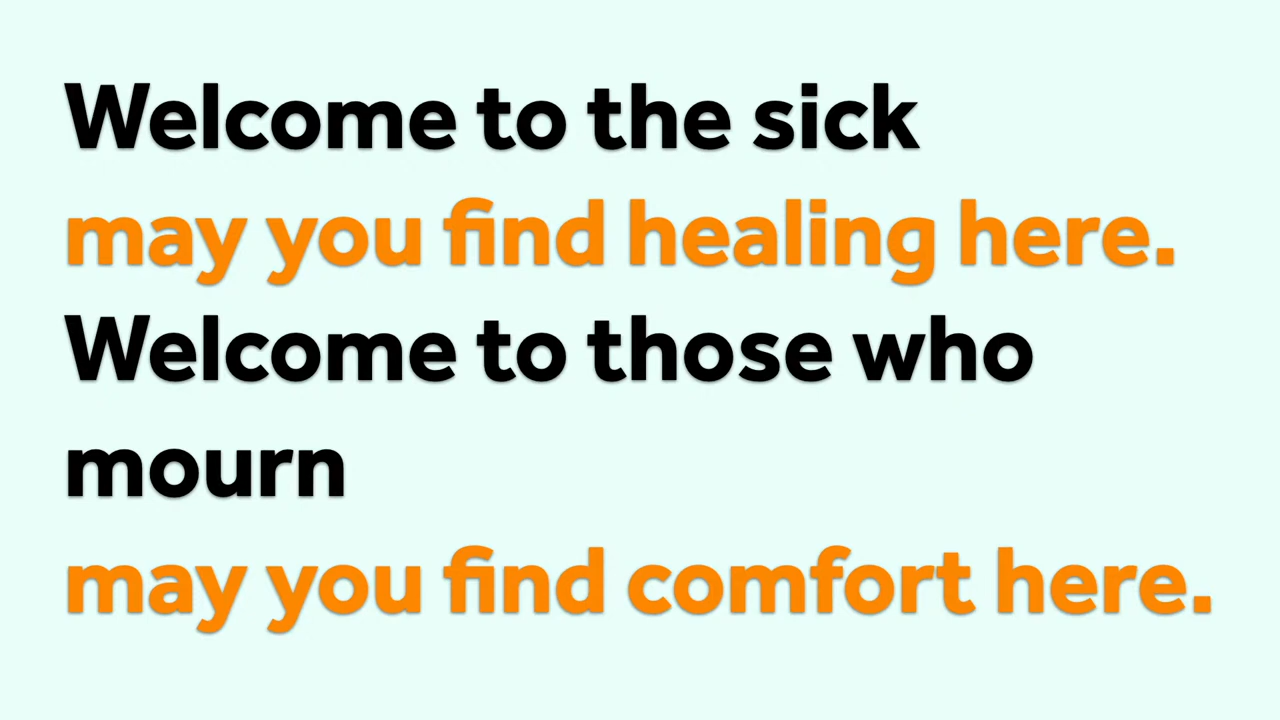 Welcome to the sick
may you find healing here.
Welcome to those who
mourn
may you find comfort here.